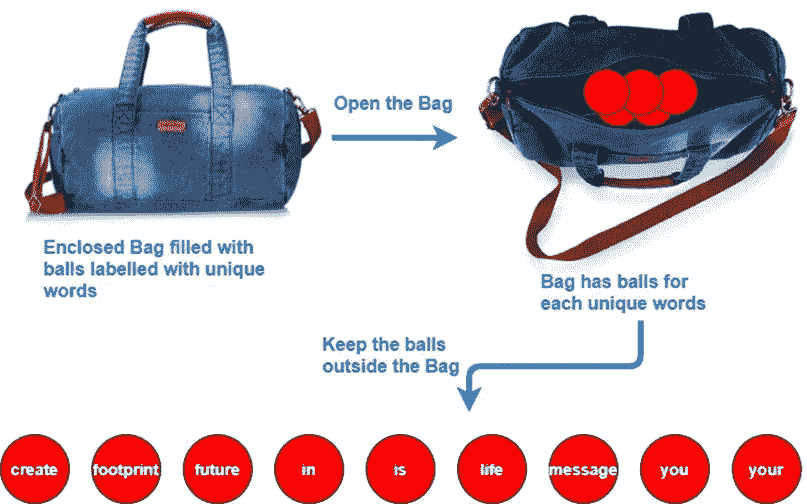 Open the Bag
Enclosed Bag filled with
balls labelled with unique
words
Bag has balls for
each unique words
Keep the balls
outside the Bag
create footprint future in is life message you your